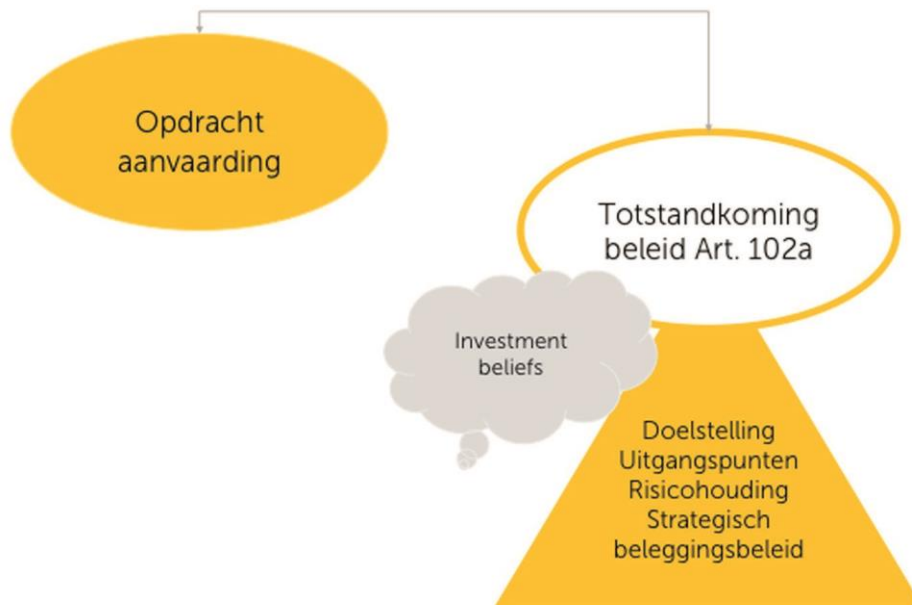 Opdracht
aanvaarding
Totstandkoming
beleid Art. 102a
Investment
beliefs
Doelstelling
Uitgangspunten
Risicohouding
Strategisch
beleggingsbeleid